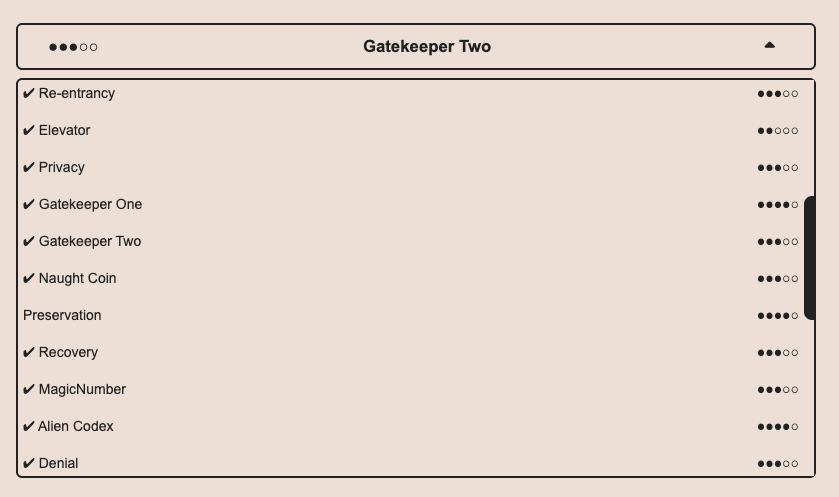 ●●●○○ Gatekeeper Two
✔ Re-entrancy ●●●○○
✔ Elevator ●●○○○
✔ Privacy ●●●○○
✔ Gatekeeper One ●●●●○
✔ Gatekeeper Two ●●●○○
✔ Naught Coin ●●●○○
Preservation ●●●●○
✔ Recovery ●●●○○
✔ MagicNumber ●●●○○
✔ Alien Codex ●●●●○
✔ Denial ●●●○○